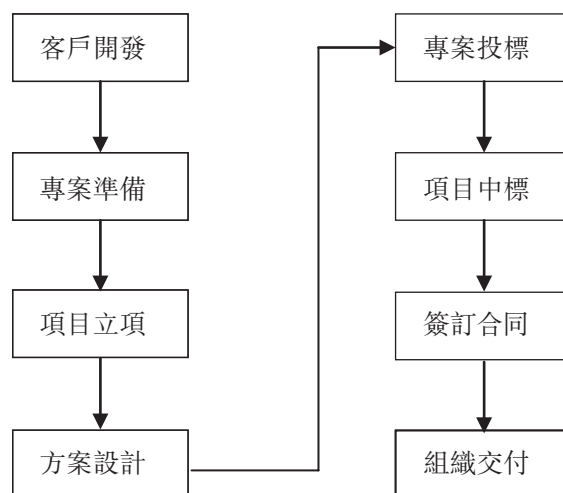 客戶開發
專案準備
項目立項
方案設計
專案投標
項目中標
簽訂合同
組織交付